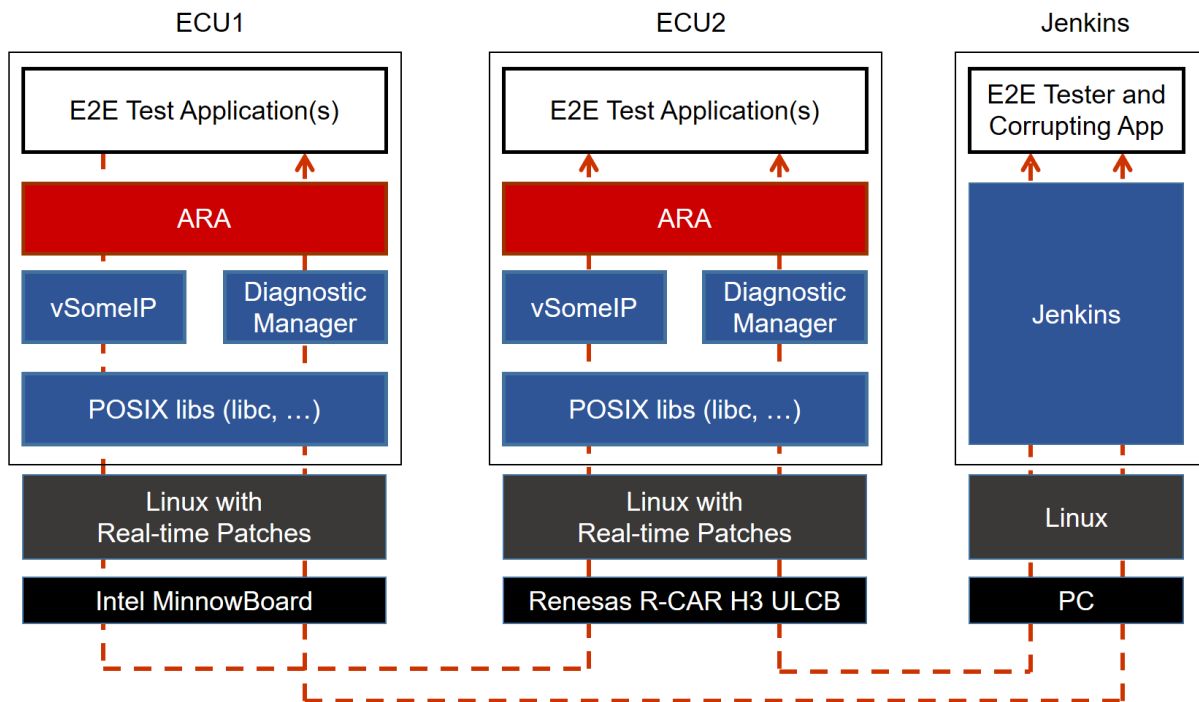 ECU1
E2E Test Application(s)
ARA
vSomeIP
Diagnostic
Manager
POSIX libs (libc, …)
Linux with
Real-time Patches
Intel MinnowBoard
ECU2
E2E Test Application(s)
ARA
vSomeIP
Diagnostic
Manager
POSIX libs (libc, …)
Linux with
Real-time Patches
Renesas R-CAR H3 ULCB
Jenkins
E2E Tester and
Corrupting App
Jenkins
Linux
PC